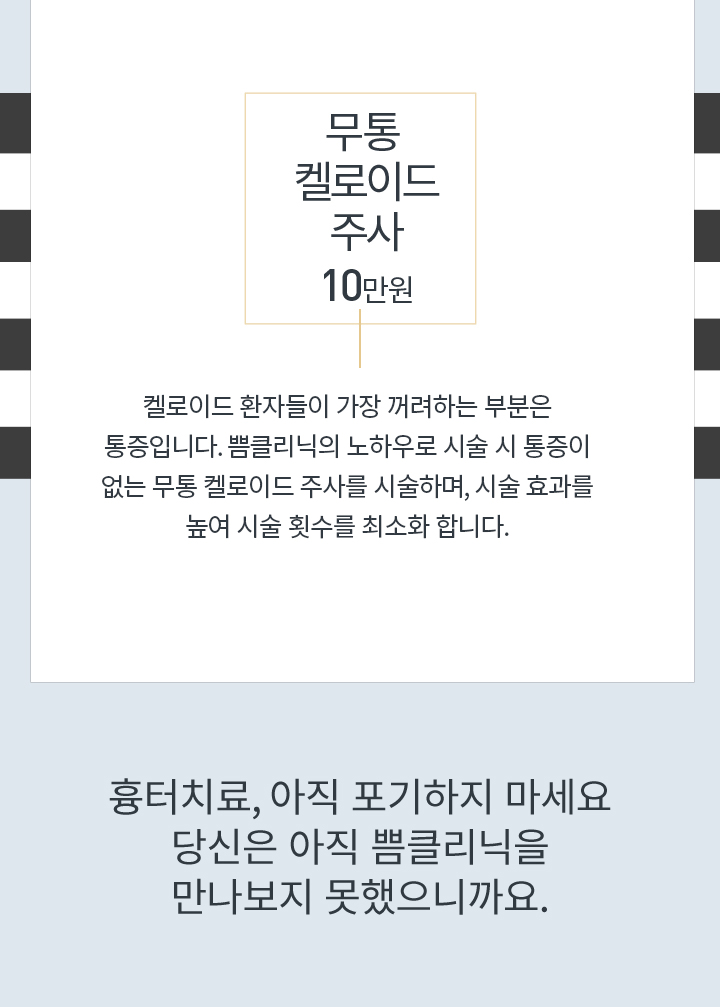 무통
켈로이드
주사
10만원
켈로이드 환자들이 가장 꺼려하는 부분은
통증입니다. 쁨클리닉의 노하우로 시술 시 통증이
없는 무통 켈로이드 주사를 시술하며, 시술 효과를
높여 시술 횟수를 최소화 합니다.
흉터치료, 아직 포기하지 마세요
당신은 아직 쁨클리닉을
만나보지 못했으니까요.